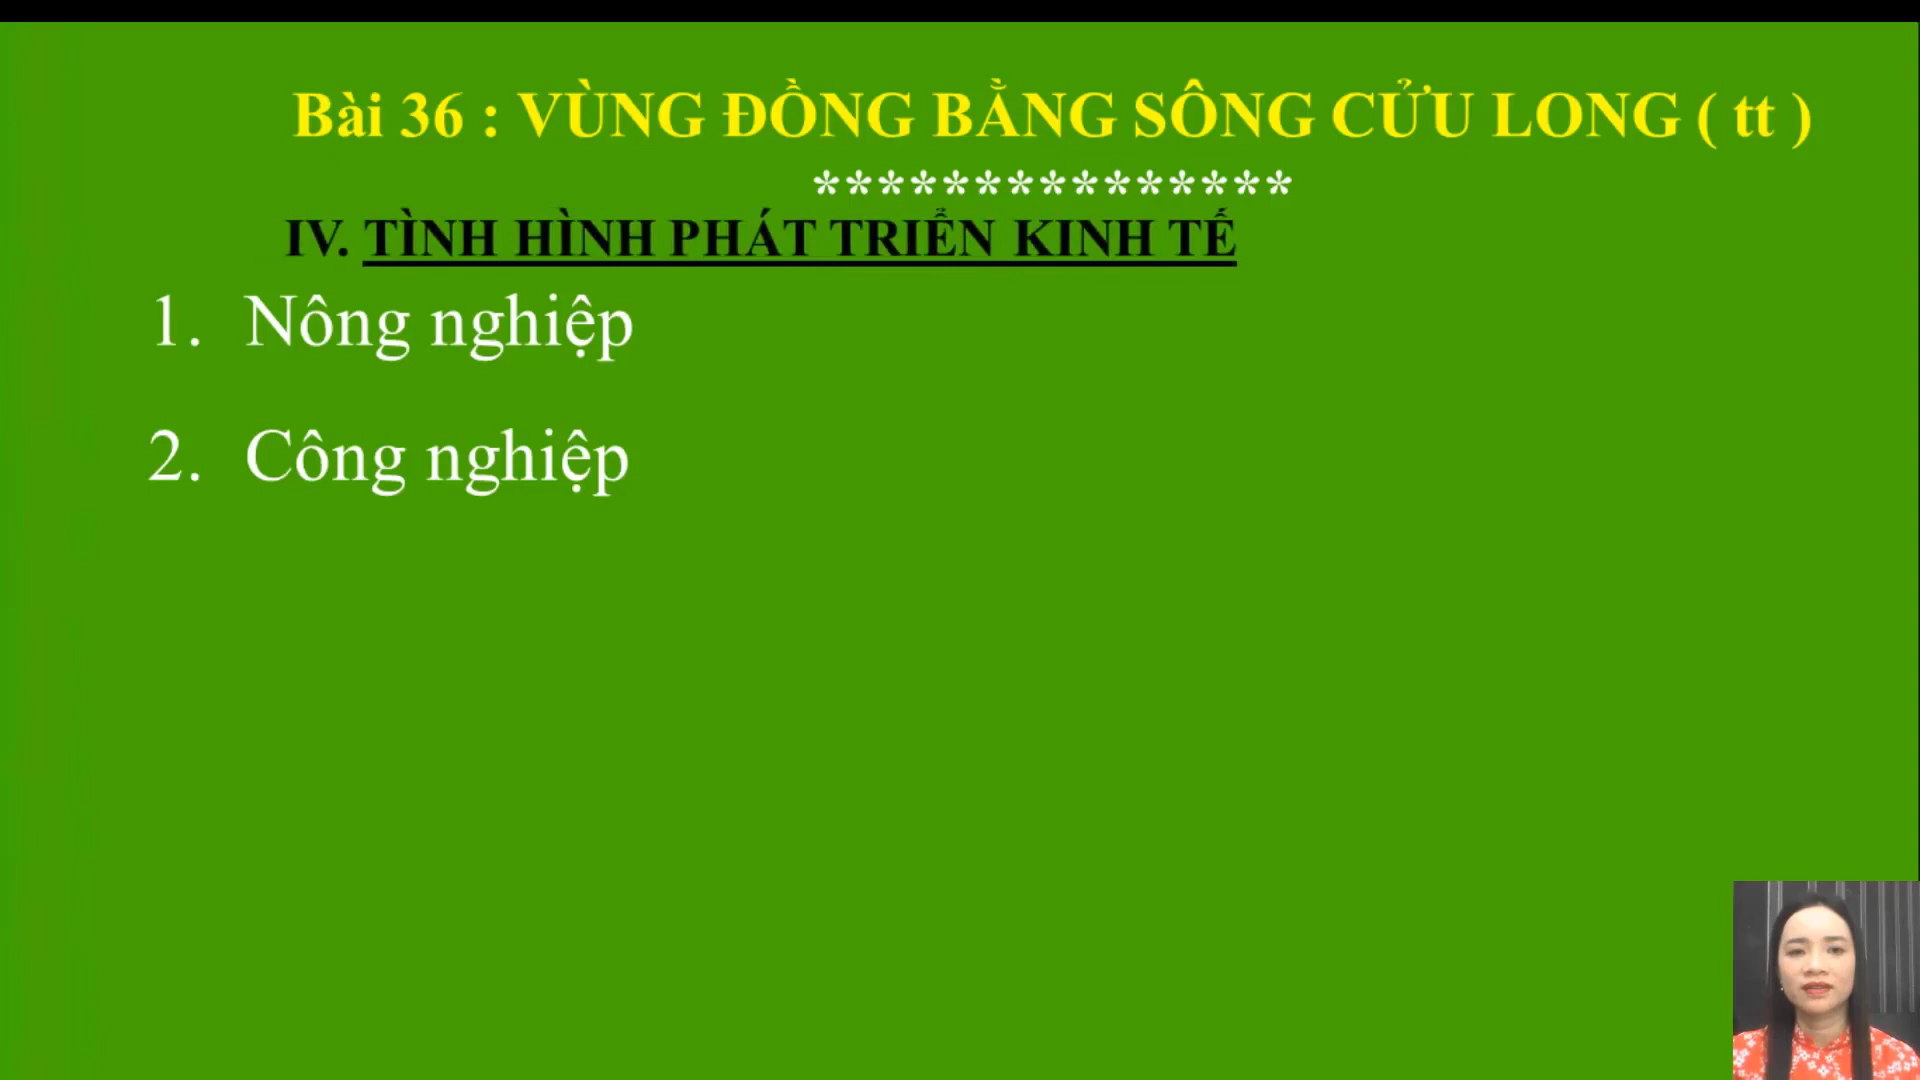 Bài 36 : VÙNG ĐỒNG BẰNG SÔNG CỬU LONG ( tt )
***************
IV. TÌNH HÌNH PHÁT TRIỂN KINH TẾ
1. Nông nghiệp
2. Công nghiệp